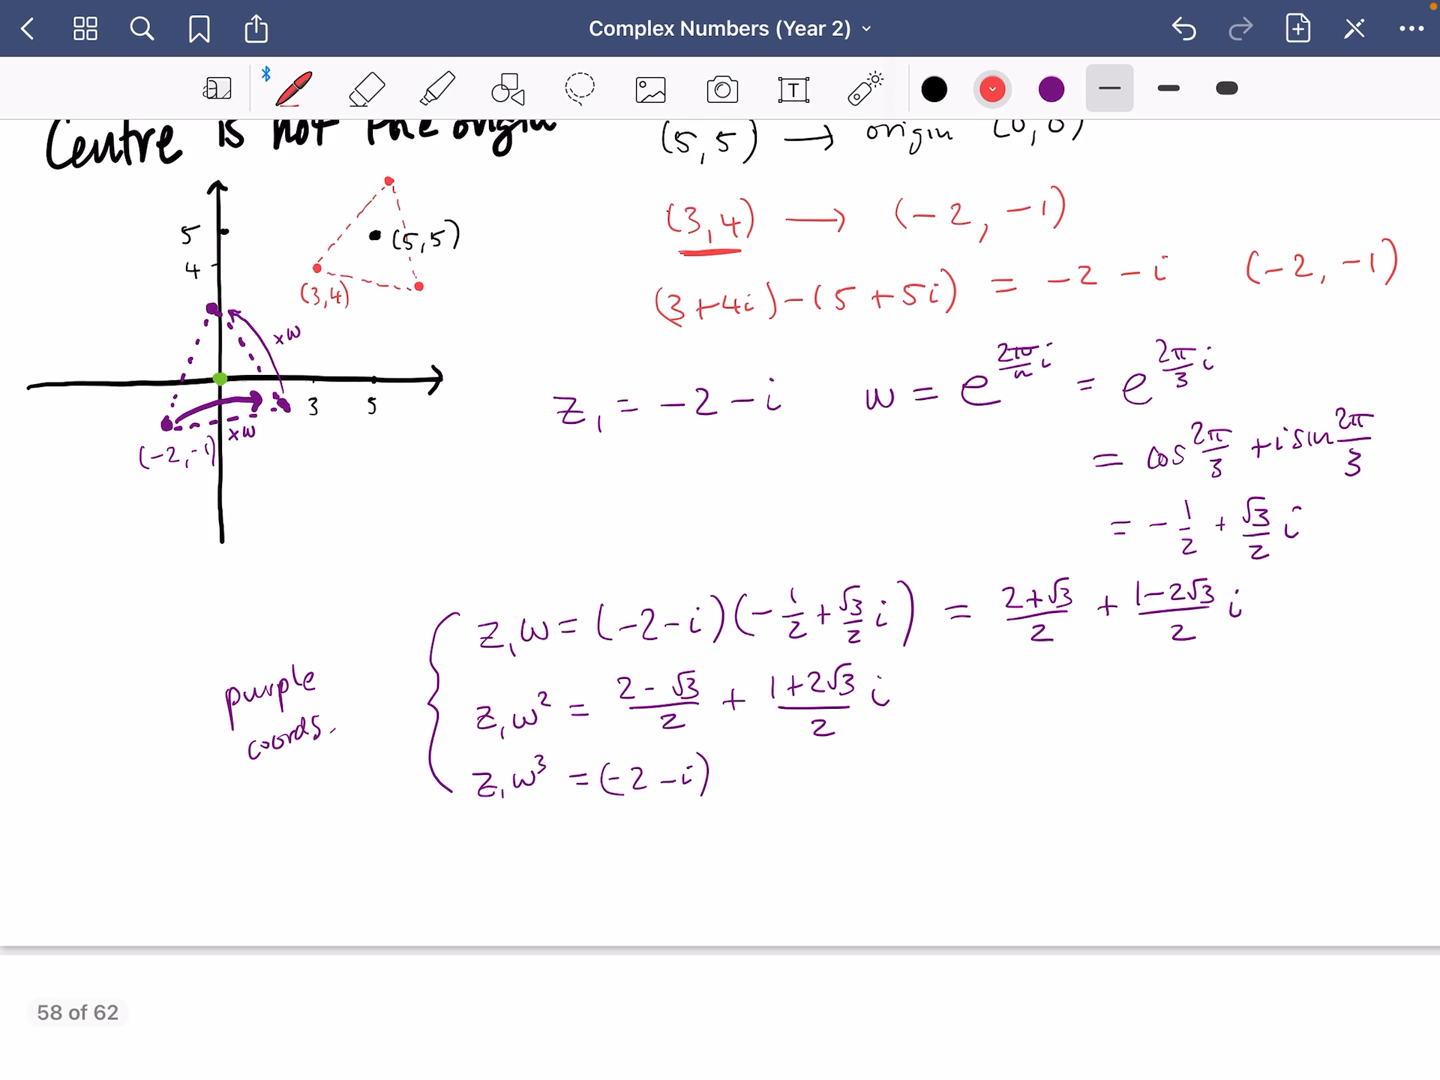 Complex Numbers (Year 2)
T
Centre is not the origin
(5,5) → origin (0,0)
5
4
(5,5)
(3,4)
×w
×w
3
5
(-2,-1)
(3,4) → (-2,-1)
(3+4i)-(5+5i) = -2-i (-2,-1)
z₁ = -2-i w = e^(2π/n i) = e^(2π/3 i)
= cos 2π/3 + i sin 2π/3
= -1/2 + √3/2 i
purple
coords.
z₁w = (-2-i)(-1/2 + √3/2 i) = (2+√3)/2 + (1-2√3)/2 i
z₁w² = (2-√3)/2 + (1+2√3)/2 i
z₁w³ = (-2-i)
58 of 62